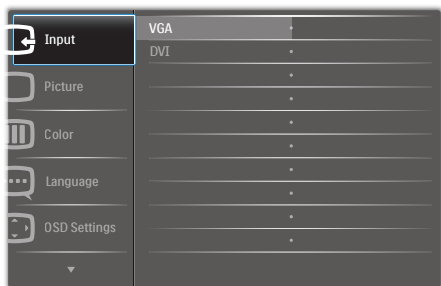 Input
VGA
DVI
Picture
Color
Language
OSD Settings